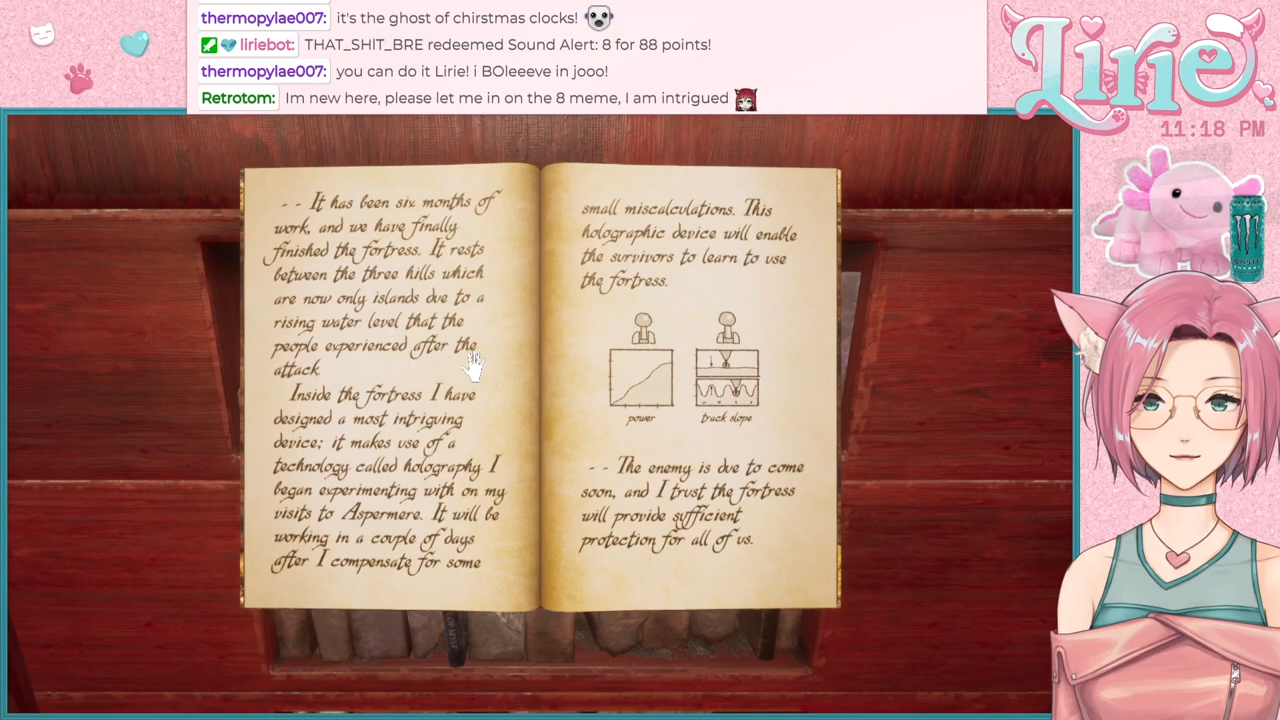 thermopylae007: it's the ghost of chirstmas clocks!
liriebot: THAT_SH!T_BRE redeemed Sound Alert: 8 for 88 points!
thermopylae007: you can do it Lirie! i BOleeeve in jooo!
Retrotom: Im new here, please let me in on the 8 meme, I am intrigued
Lirie
11:18 PM
- - It has been six months of
work, and we have finally
finished the fortress. It rests
between the three hills which
are now only islands due to a
rising water level that the
people experienced after the
attack.
Inside the fortress I have
designed a most intriguing
device; it makes use of a
technology called holography I
began experimenting with on my
visits to Aspermere. It will be
working in a couple of days
after I compensate for some
small miscalculations. This
holographic device will enable
the survivors to learn to use
the fortress.
power
track slope
- - The enemy is due to come
soon, and I trust the fortress
will provide sufficient
protection for all of us.